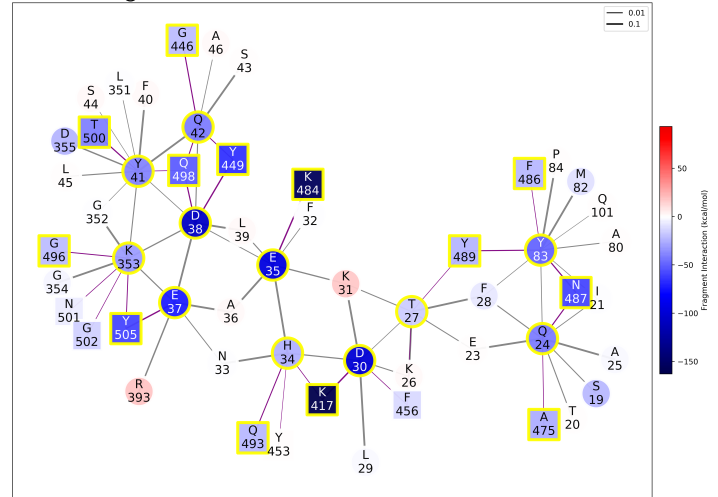 0.01
0.1
G
446
A
46
S
43
L
351
F
40
S
44
T
500
D
355
Q
42
Y
449
Q
498
Y
41
L
45
K
484
F
32
G
352
D
38
L
39
G
496
K
353
E
35
G
354
N
501
G
502
Y
505
E
37
A
36
K
31
R
393
N
33
H
34
D
30
K
417
Q
493
Y
453
L
29
K
26
F
456
T
27
Y
489
F
28
E
23
F
486
P
84
M
82
Q
101
A
80
Y
83
N
487
I
21
Q
24
A
25
S
19
T
20
A
475
50
0
−50
−100
−150
Fragment Interaction (kcal/mol)